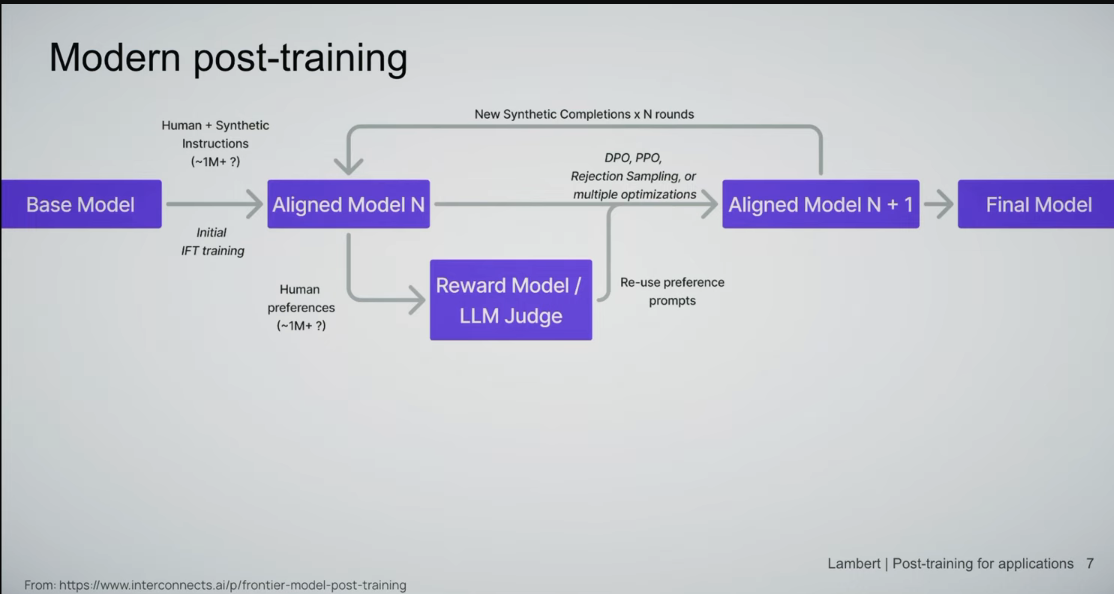 Modern post-training
New Synthetic Completions x N rounds
Human + Synthetic
Instructions
(~1M+ ?)
DPO, PPO,
Rejection Sampling, or
multiple optimizations
Base Model
Aligned Model N
Aligned Model N + 1
Final Model
Initial
IFT training
Human
preferences
(~1M+ ?)
Reward Model /
LLM Judge
Re-use preference
prompts
Lambert | Post-training for applications 7
From: https://www.interconnects.ai/p/frontier-model-post-training